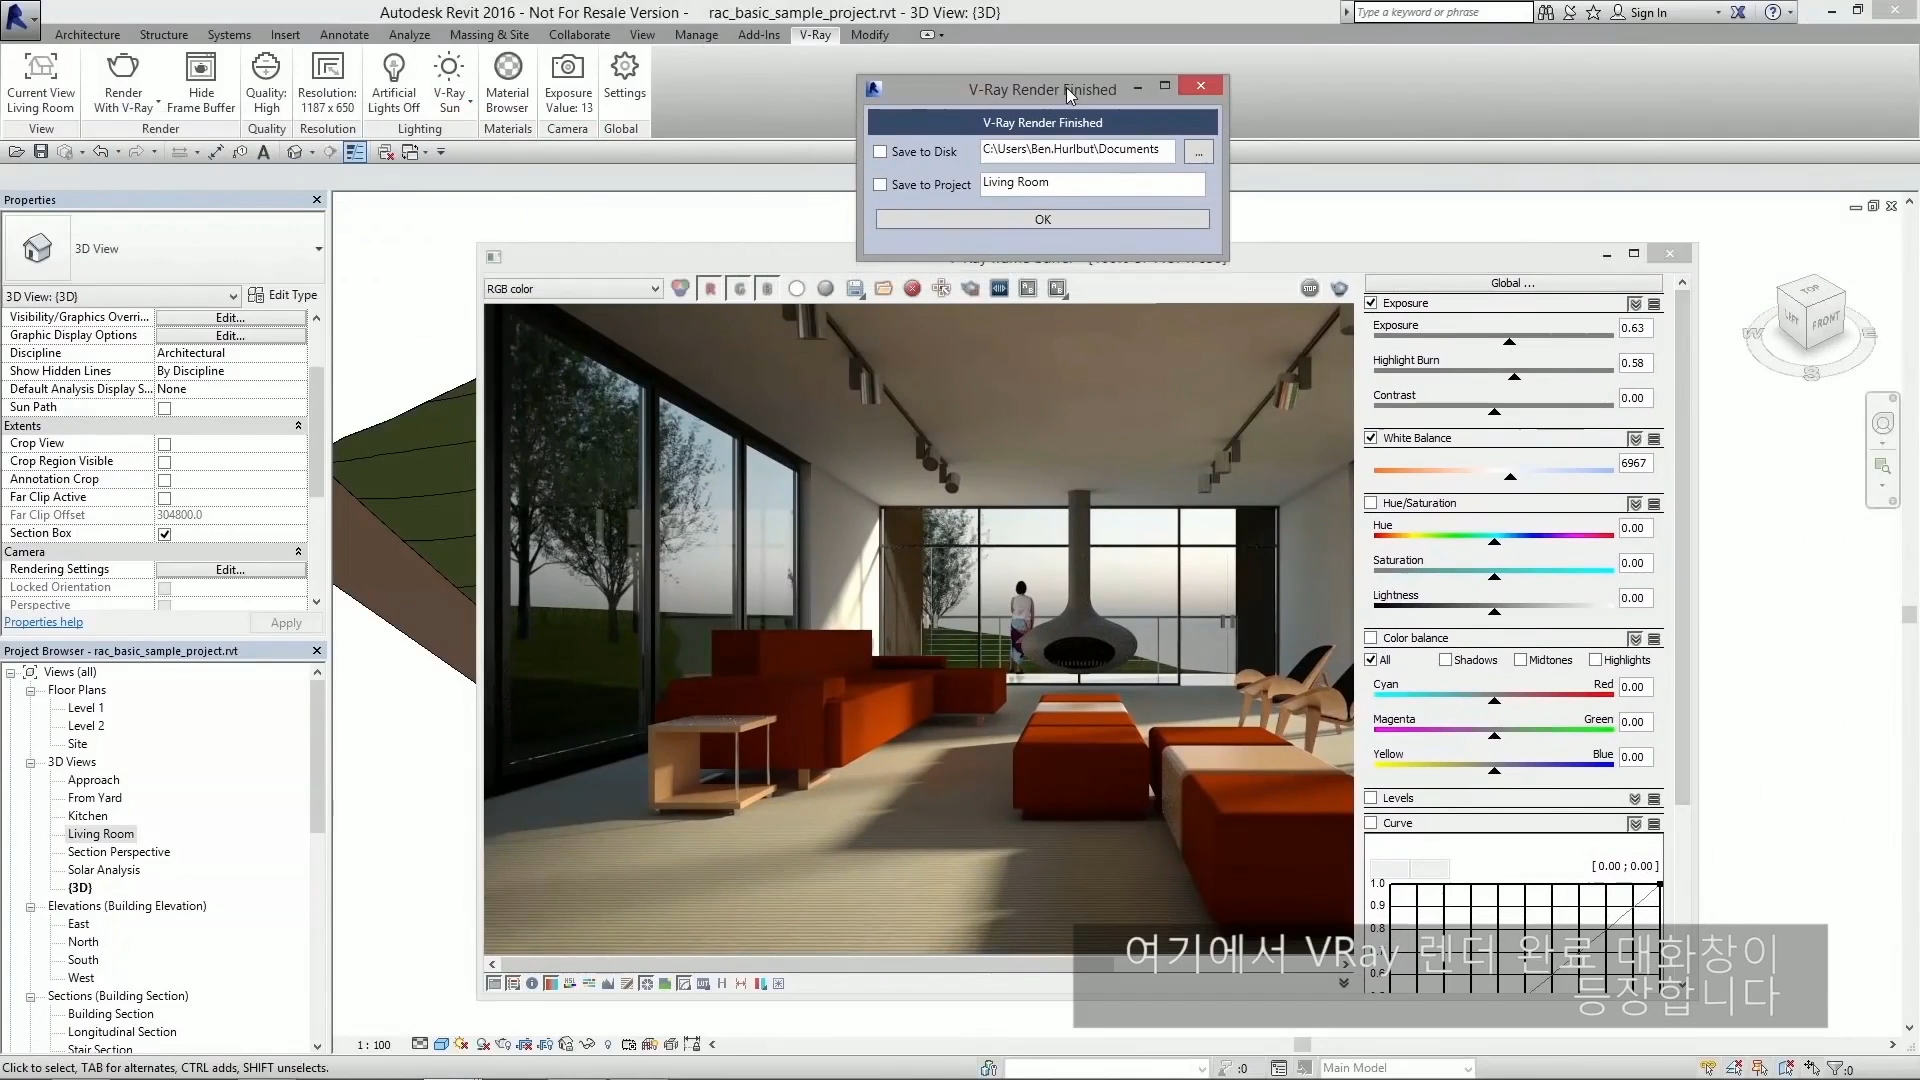 Autodesk Revit 2016 - Not For Resale Version - rac_basic_sample_project.rvt - 3D View: {3D}
Type a keyword or phrase
Sign In
Architecture Structure Systems Insert Annotate Analyze Massing & Site Collaborate View Manage Add-Ins V-Ray Modify
Current View
Living Room
Render
With V-Ray
Hide
Frame Buffer
Quality:
High
Resolution:
1187 x 650
Artificial
Lights Off
V-Ray
Sun
Material
Browser
Exposure
Value: 13
Settings
View Render Quality Resolution Lighting Materials Camera Global
V-Ray Render Finished
V-Ray Render Finished
Save to Disk C:\Users\Ben.Hurlbut\Documents ...
Save to Project Living Room
OK
Properties
3D View
3D View: {3D} Edit Type
Visibility/Graphics Overri... Edit...
Graphic Display Options Edit...
Discipline Architectural
Show Hidden Lines By Discipline
Default Analysis Display S... None
Sun Path
Extents
Crop View
Crop Region Visible
Annotation Crop
Far Clip Active
Far Clip Offset 304800.0
Section Box
Camera
Rendering Settings Edit...
Locked Orientation
Perspective
Properties help Apply
Project Browser - rac_basic_sample_project.rvt
Views (all)
Floor Plans
Level 1
Level 2
Site
3D Views
Approach
From Yard
Kitchen
Living Room
Section Perspective
Solar Analysis
{3D}
Elevations (Building Elevation)
East
North
South
West
Sections (Building Section)
Building Section
Longitudinal Section
Stair Section
RGB color
R G B
STOP
Global ...
Exposure
Exposure 0.63
Highlight Burn 0.58
Contrast 0.00
White Balance
6967
Hue/Saturation
Hue 0.00
Saturation 0.00
Lightness 0.00
Color balance
All Shadows Midtones Highlights
Cyan Red 0.00
Magenta Green 0.00
Yellow Blue 0.00
Levels
Curve
[ 0.00 ; 0.00 ]
1.0
0.9
0.8
0.7
0.6
TOP
LEFT FRONT
W E
S
여기에서 VRay 렌더 완료 대화창이
등장합니다
1 : 100
Click to select, TAB for alternates, CTRL adds, SHIFT unselects.
:0
Main Model
:0